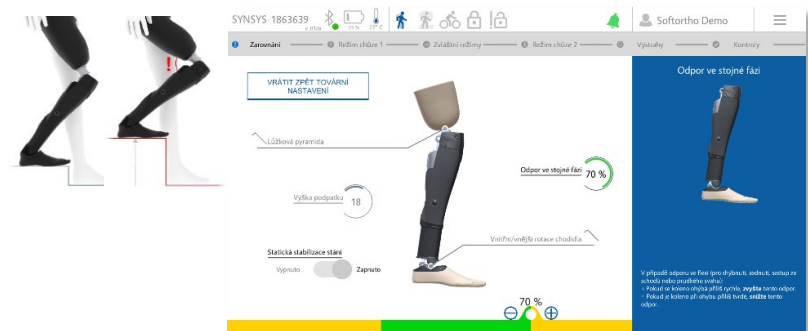 SYNSYS 1863639
22° C
Softortho Demo
Zarovnání
Režim chůze 1
Zvláštní režimy
Režim chůze 2
Výstrahy
Kontroly
VRÁTIT ZPĚT TOVÁRNÍ
NASTAVENÍ
Odpor ve stojné fázi
Lůžková pyramida
Odpor ve stojné fázi
70 %
Výška podpatku
18
Vnitřní/vnější rotace chodidla
Statická stabilizace stání
Vypnuto
Zapnuto
70 %
V případě odporu ve flexi (pro chybnutí, sednutí, sestup ze
schodů nebo prudkého svahu):
- Pokud se koleno ohýbá příliš rychle, zvyšte tento odpor.
- Pokud je koleno při ohybu příliš tvrdé, snižte tento
odpor.